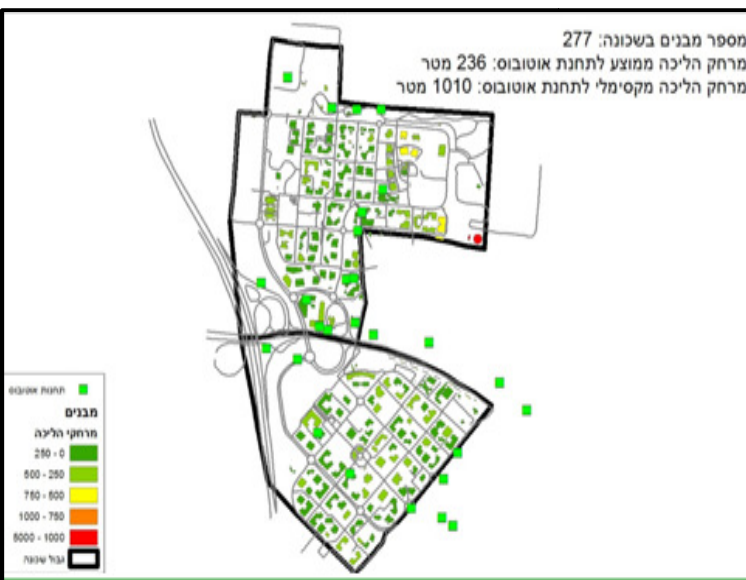 מספר מבנים בשכונה: 277
מרחק הליכה ממוצע לתחנת אוטובוס: 236 מטר
מרחק הליכה מקסימלי לתחנת אוטובוס: 1010 מטר
תחנות אוטובוס
מבנים
מרחקי הליכה
250 - 0
500 - 250
750 - 500
1000 - 750
5000 - 1000
גבול שכונה